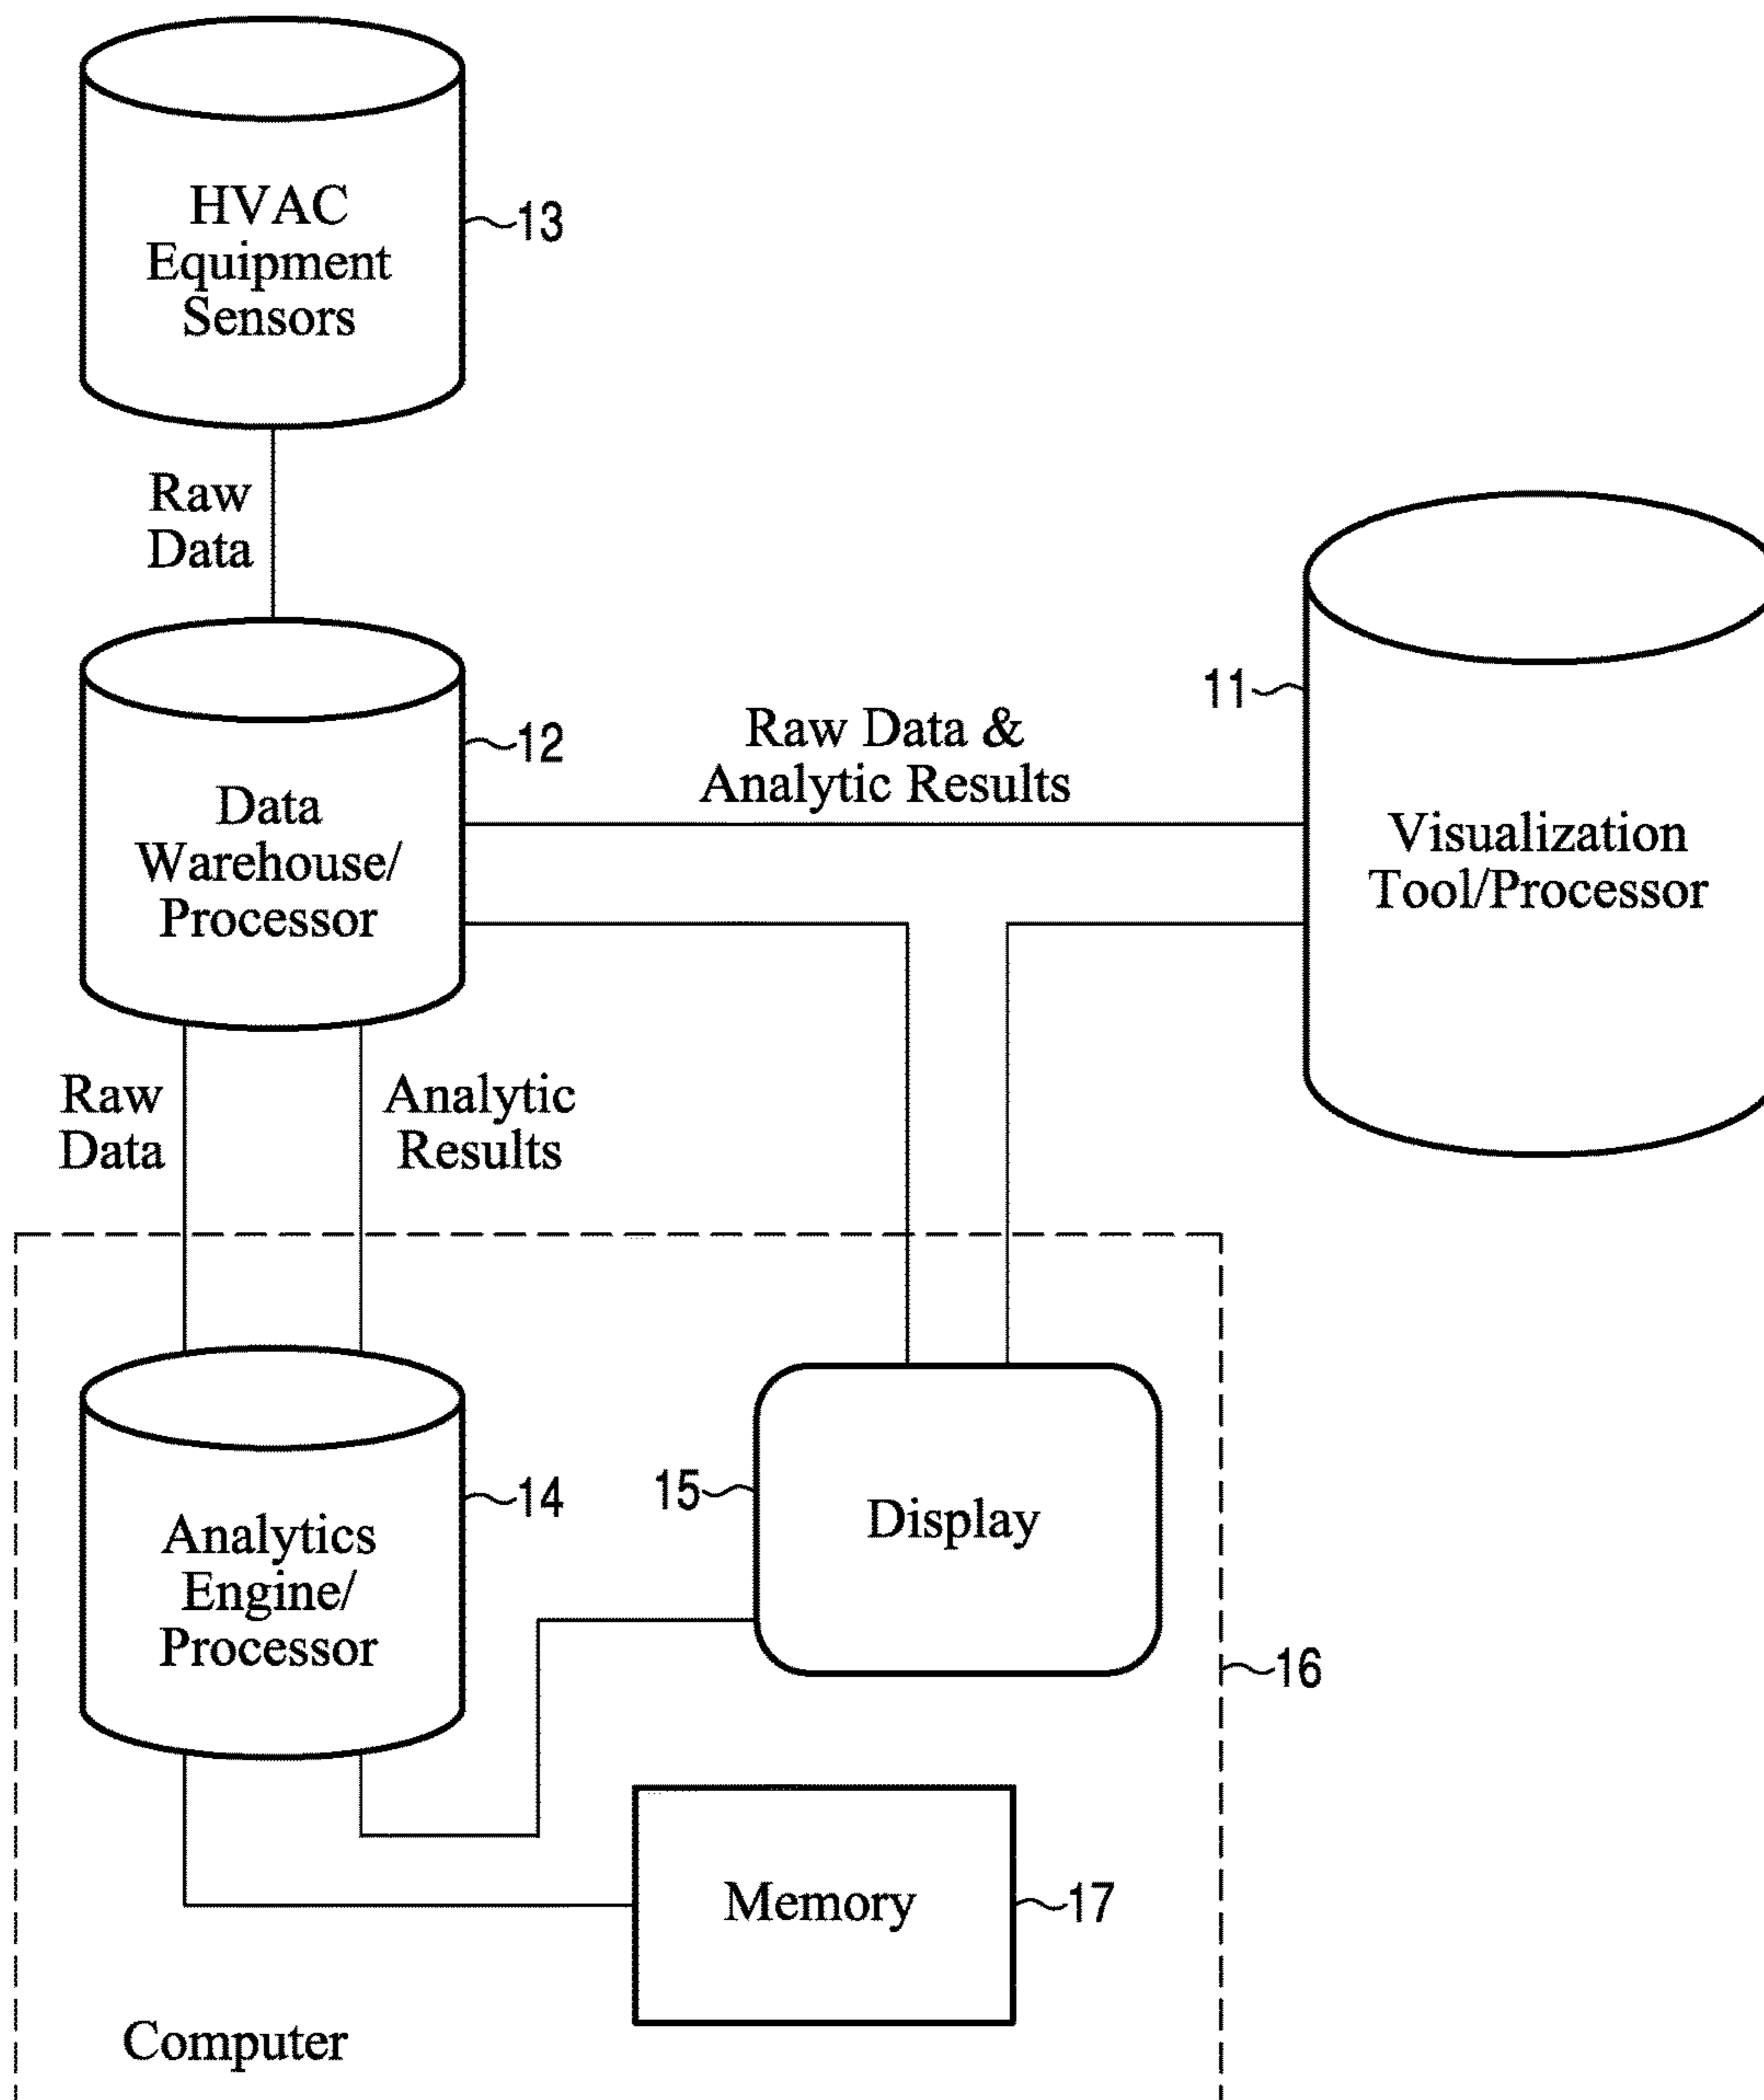 HVAC
Equipment
Sensors
13
Raw
Data
12
Data
Warehouse/
Processor
Raw Data &
Analytic Results
11
Visualization
Tool/Processor
Raw
Data
Analytic
Results
14
Analytics
Engine/
Processor
15
Display
16
Memory
17
Computer